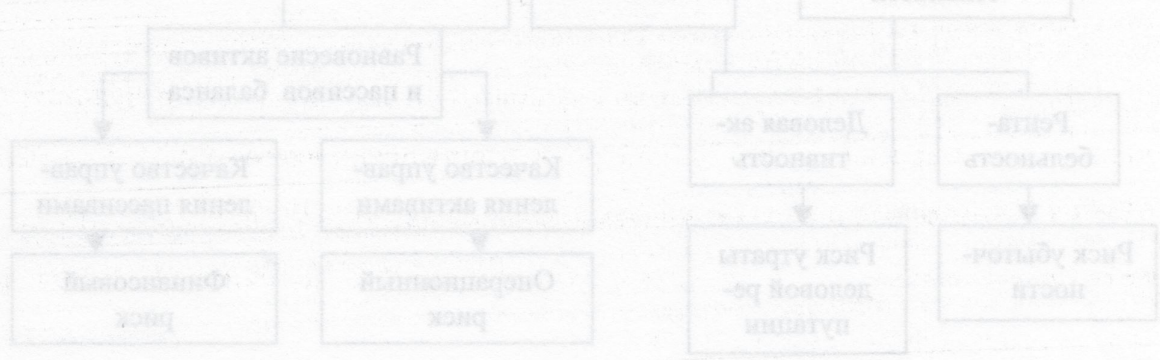 Равновесие активов
и пассивов баланса
Рента-
бельность
Деловая ак-
тивность
Качество управ-
ления активами
Качество управ-
ления пассивами
Риск убыточ-
ности
Риск утраты
деловой ре-
путации
Операционный
риск
Финансовый
риск